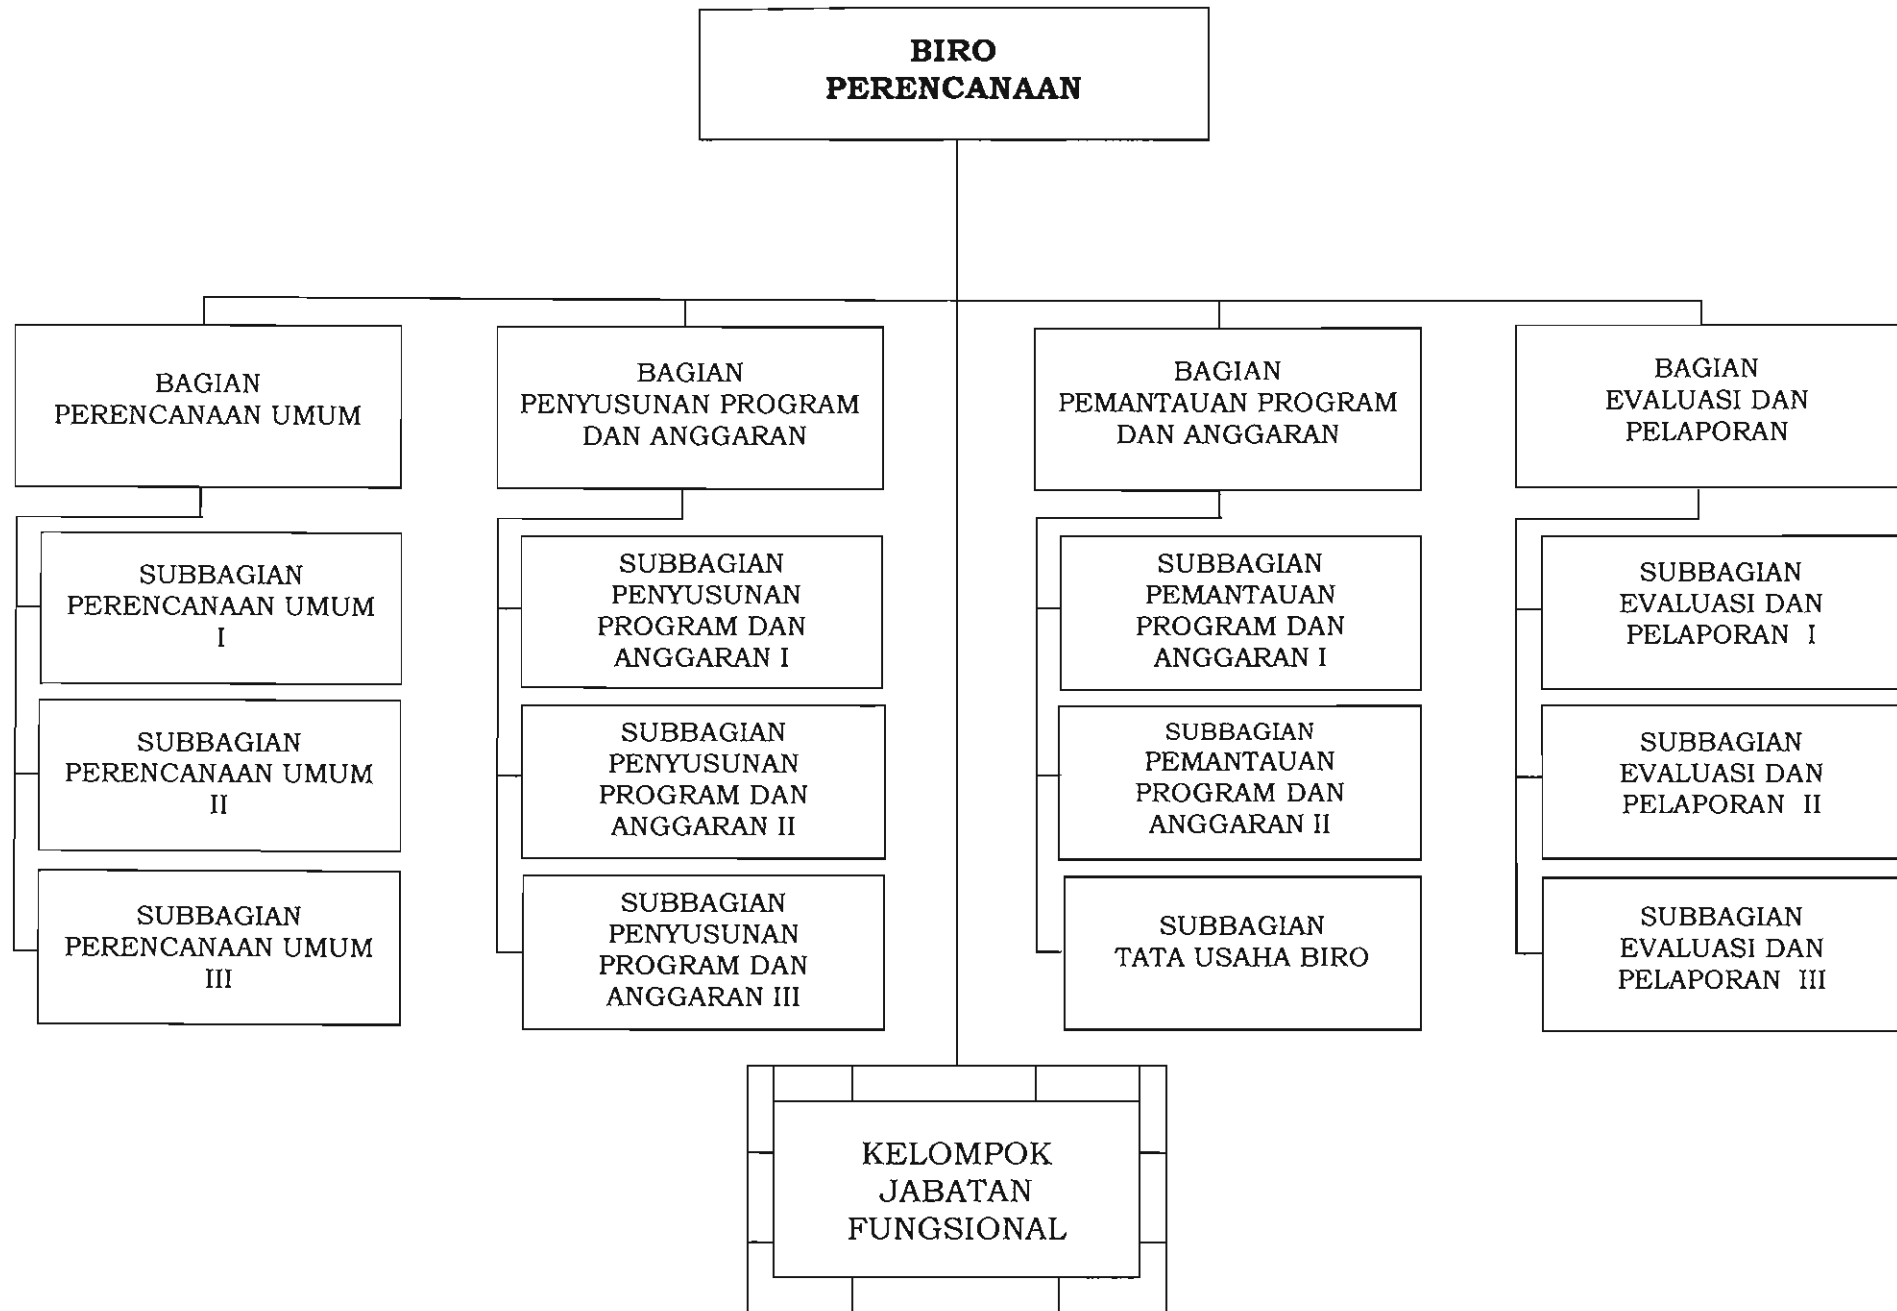 BIRO
PERENCANAAN
BAGIAN
PERENCANAAN UMUM
BAGIAN
PENYUSUNAN PROGRAM
DAN ANGGARAN
BAGIAN
PEMANTAUAN PROGRAM
DAN ANGGARAN
BAGIAN
EVALUASI DAN
PELAPORAN
SUBBAGIAN
PERENCANAAN UMUM
I
SUBBAGIAN
PENYUSUNAN
PROGRAM DAN
ANGGARAN I
SUBBAGIAN
PEMANTAUAN
PROGRAM DAN
ANGGARAN I
SUBBAGIAN
EVALUASI DAN
PELAPORAN I
SUBBAGIAN
PERENCANAAN UMUM
II
SUBBAGIAN
PENYUSUNAN
PROGRAM DAN
ANGGARAN II
SUBBAGIAN
PEMANTAUAN
PROGRAM DAN
ANGGARAN II
SUBBAGIAN
EVALUASI DAN
PELAPORAN II
SUBBAGIAN
PERENCANAAN UMUM
III
SUBBAGIAN
PENYUSUNAN
PROGRAM DAN
ANGGARAN III
SUBBAGIAN
TATA USAHA BIRO
SUBBAGIAN
EVALUASI DAN
PELAPORAN III
KELOMPOK
JABATAN
FUNGSIONAL